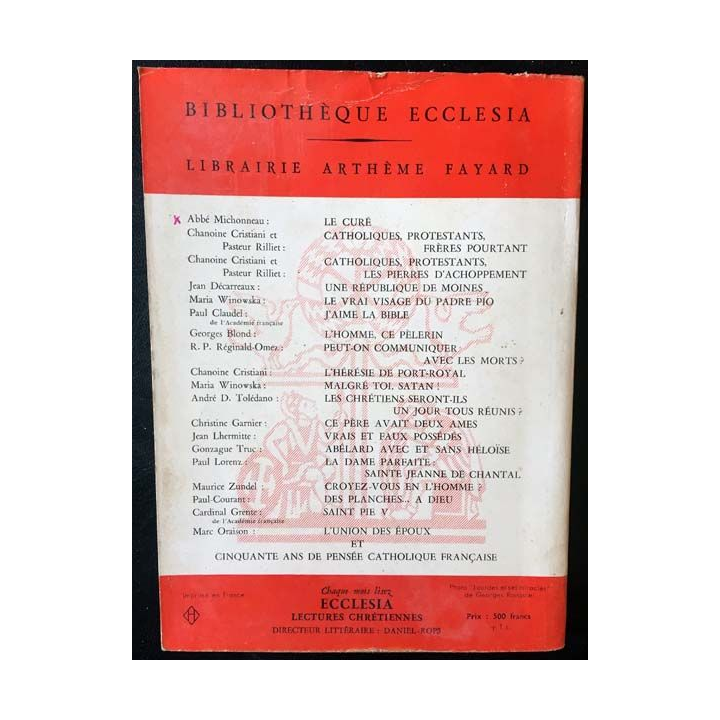 BIBLIOTHÈQUE ECCLESIA
LIBRAIRIE ARTHÈME FAYARD
Abbé Michonneau : LE CURÉ
Chanoine Cristiani et CATHOLIQUES, PROTESTANTS,
Pasteur Rilliet : FRÈRES POURTANT
Chanoine Cristiani et CATHOLIQUES, PROTESTANTS,
Pasteur Rilliet : LES PIERRES D'ACHOPPEMENT
Jean Décarreaux : UNE RÉPUBLIQUE DE MOINES
Maria Winowska : LE VRAI VISAGE DU PADRE PIO
Paul Claudel : J'AIME LA BIBLE
de l'Académie française
Georges Blond : L'HOMME, CE PÈLERIN
R. P. Réginald-Omez : PEUT-ON COMMUNIQUER
AVEC LES MORTS ?
Chanoine Cristiani : L'HÉRÉSIE DE PORT-ROYAL
Maria Winowska : MALGRÉ TOI, SATAN !
André D. Tolédano : LES CHRÉTIENS SERONT-ILS
UN JOUR TOUS RÉUNIS ?
Christine Garnier : CE PÈRE AVAIT DEUX AMES
Jean Lhermitte : VRAIS ET FAUX POSSÉDÉS
Gonzague Truc : ABÉLARD AVEC ET SANS HÉLOÏSE
Paul Lorenz : LA DAME PARFAITE :
SAINTE JEANNE DE CHANTAL
Maurice Zundel : CROYEZ-VOUS EN L'HOMME ?
Paul-Courant : DES PLANCHES... A DIEU
Cardinal Grente : SAINT PIE V
de l'Académie française
Marc Oraison : L'UNION DES ÉPOUX
ET
CINQUANTE ANS DE PENSÉE CATHOLIQUE FRANÇAISE
Imprimé en France
Chaque mois lisez
ECCLESIA
LECTURES CHRÉTIENNES
DIRECTEUR LITTÉRAIRE : DANIEL-ROPS
Photo "Lourdes et ses miracles"
de Georges
Prix : 500 francs